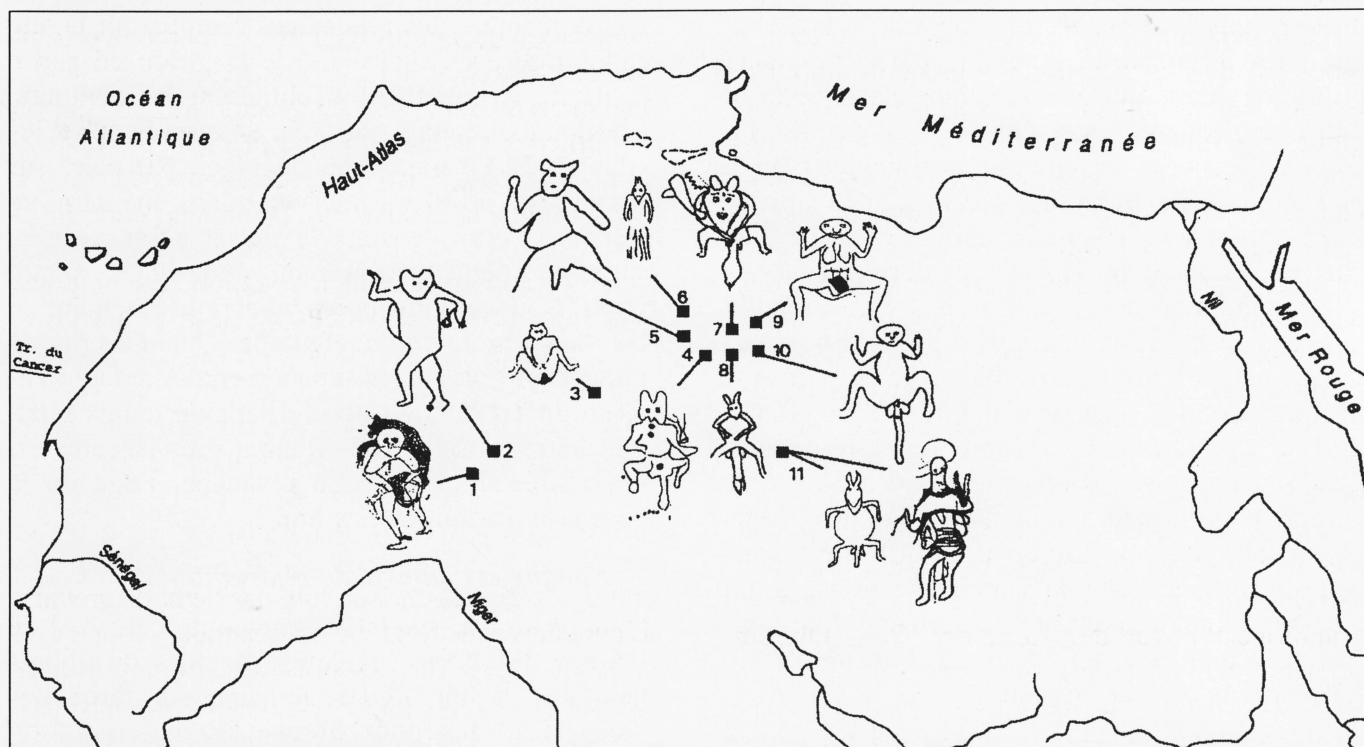 Océan
Atlantique
Haut-Atlas
Mer Méditerranée
Nil
Mer Rouge
Tr. du
Cancer
6
5
7
9
4
8
10
3
2
1
11
Sénégal
Niger